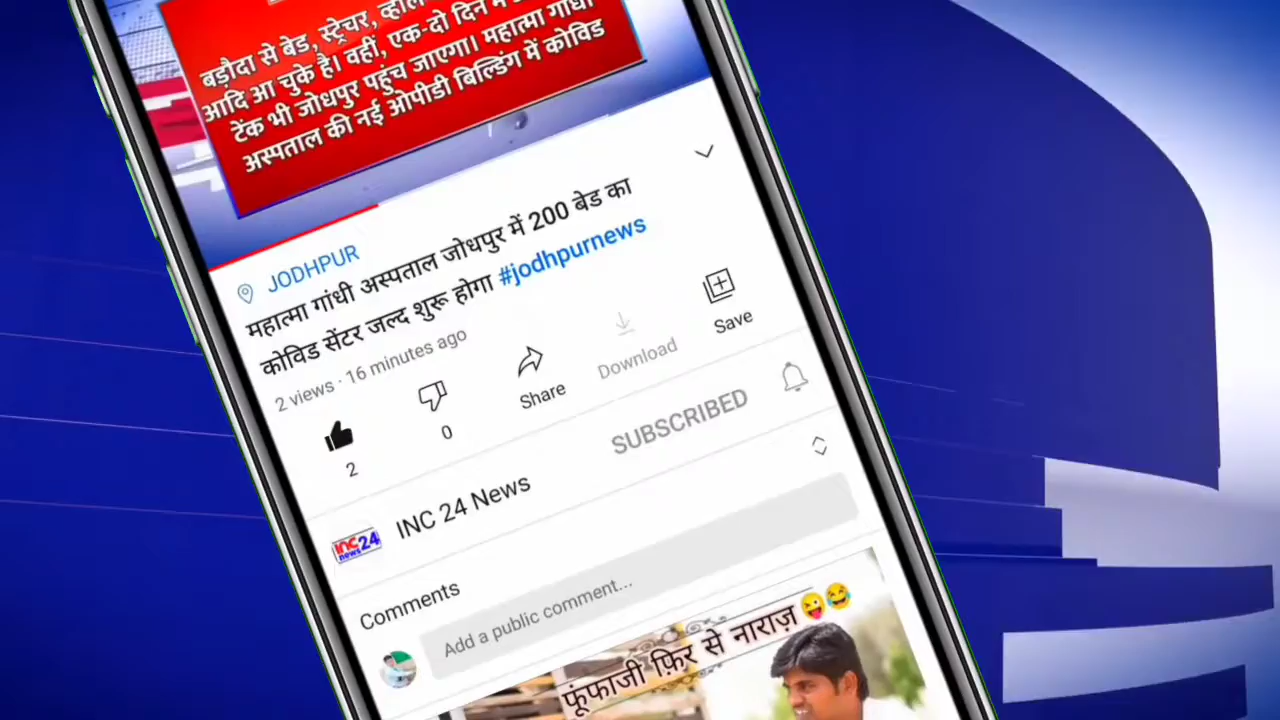 बड़ौदा से बेड, स्ट्रेचर,
आदि आ चुके है। वहीं, एक-दो दिन में
टेंक भी जोधपुर पहुंच जाएगा। महात्मा गांधी
अस्पताल की नई ओपीडी बिल्डिंग में कोविड
JODHPUR
महात्मा गांधी अस्पताल जोधपुर में 200 बेड का
कोविड सेंटर जल्द शुरू होगा #jodhpurnews
2 views · 16 minutes ago
2
0
Share
Download
Save
INC 24 News
SUBSCRIBED
inc 24
news
Comments
Add a public comment...
फूंफाजी फ़िर से नाराज़ 😜😂